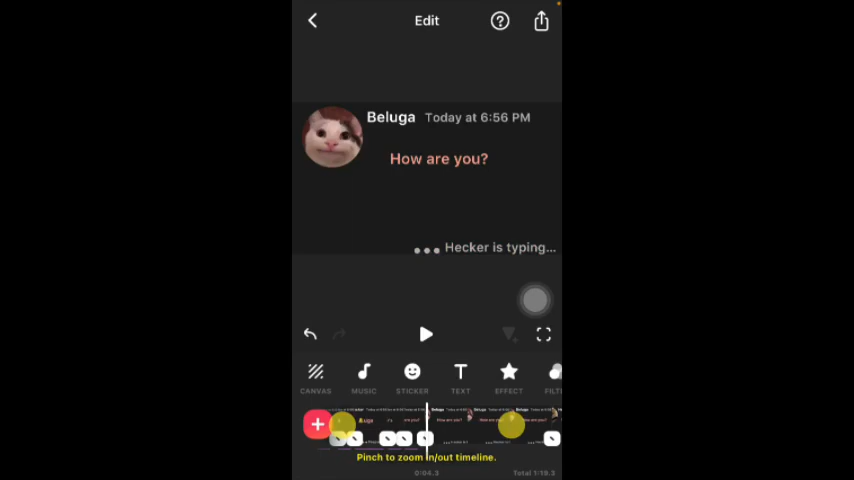 Edit
Beluga Today at 6:56 PM
How are you?
Hecker is typing...
CANVAS MUSIC STICKER TEXT EFFECT FILT
Pinch to zoom in/out timeline.
0:04.3 Total 1:18.3